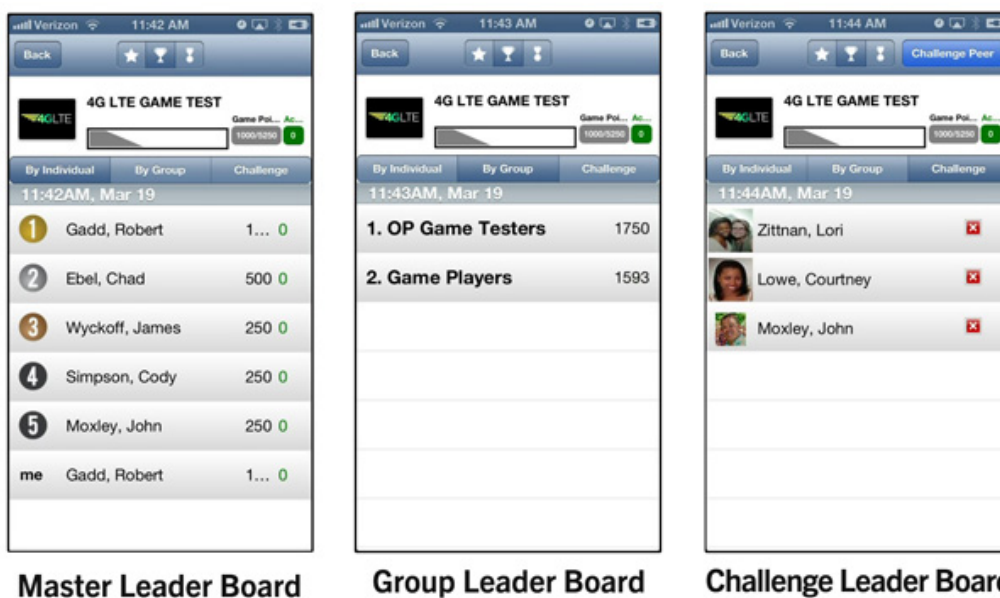 Verizon 11:42 AM
Back
4GLTE
4G LTE GAME TEST
Game Poi... Ac...
1000/5250 0
By Individual By Group Challenge
11:42AM, Mar 19
1 Gadd, Robert 1... 0
2 Ebel, Chad 500 0
3 Wyckoff, James 250 0
4 Simpson, Cody 250 0
5 Moxley, John 250 0
me Gadd, Robert 1... 0
Master Leader Board
Verizon 11:43 AM
Back
4GLTE
4G LTE GAME TEST
Game Poi... Ac...
1000/5250 0
By Individual By Group Challenge
11:43AM, Mar 19
1. OP Game Testers 1750
2. Game Players 1593
Group Leader Board
Verizon 11:44 AM
Back Challenge Peer
4GLTE
4G LTE GAME TEST
Game Poi... Ac...
1000/5250 0
By Individual By Group Challenge
11:44AM, Mar 19
Zittnan, Lori
Lowe, Courtney
Moxley, John
Challenge Leader Board